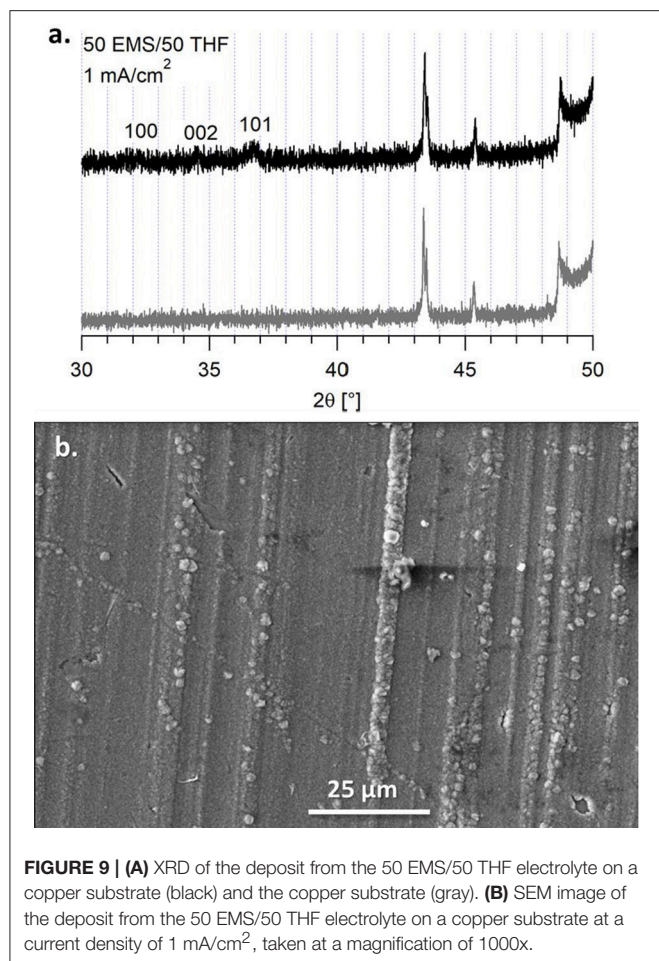 a.
50 EMS/50 THF
1 mA/cm²
100
002
101
30 35 40 45 50
2θ [°]
b.
25 µm
FIGURE 9 | (A) XRD of the deposit from the 50 EMS/50 THF electrolyte on a
copper substrate (black) and the copper substrate (gray). (B) SEM image of
the deposit from the 50 EMS/50 THF electrolyte on a copper substrate at a
current density of 1 mA/cm², taken at a magnification of 1000x.